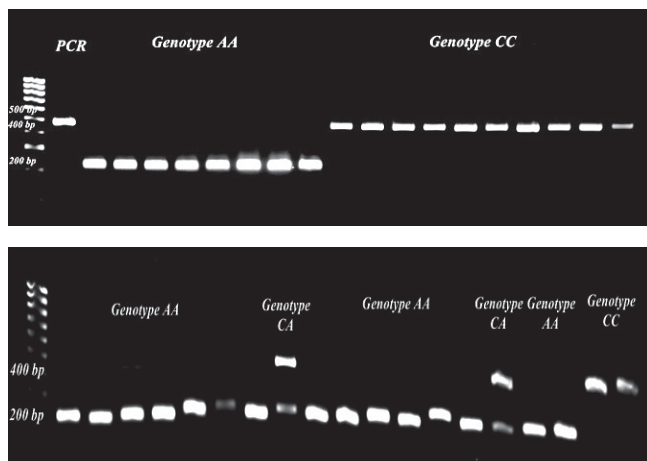 PCR
Genotype AA
Genotype CC
500 bp
400 bp
200 bp
Genotype AA
Genotype
CA
Genotype AA
Genotype
CA
Genotype
AA
Genotype
CC
400 bp
200 bp